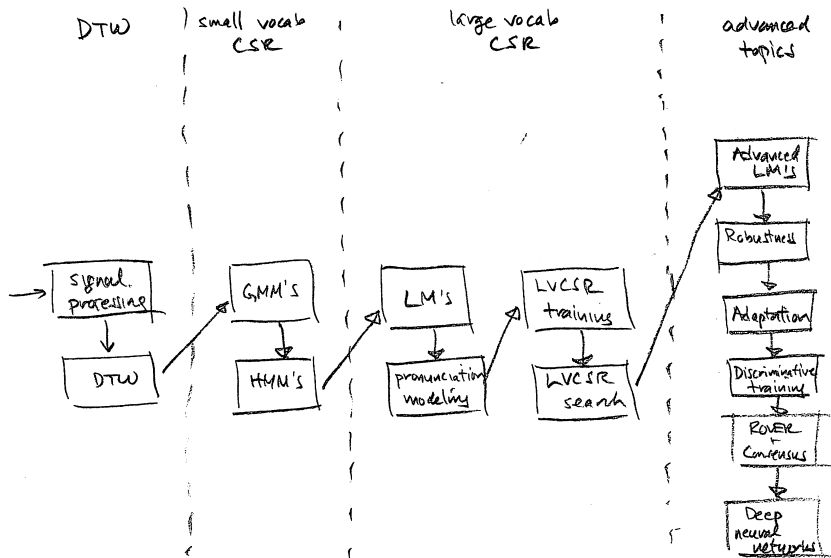 DTW
small vocab
CSR
large vocab
CSR
advanced
topics
signal
processing
DTW
GMM's
HMM's
LM's
pronunciation
modeling
LVCSR
training
LVCSR
search
Advanced
LM's
Robustness
Adaptation
Discriminative
training
ROVER
+
Consensus
Deep
neural
networks